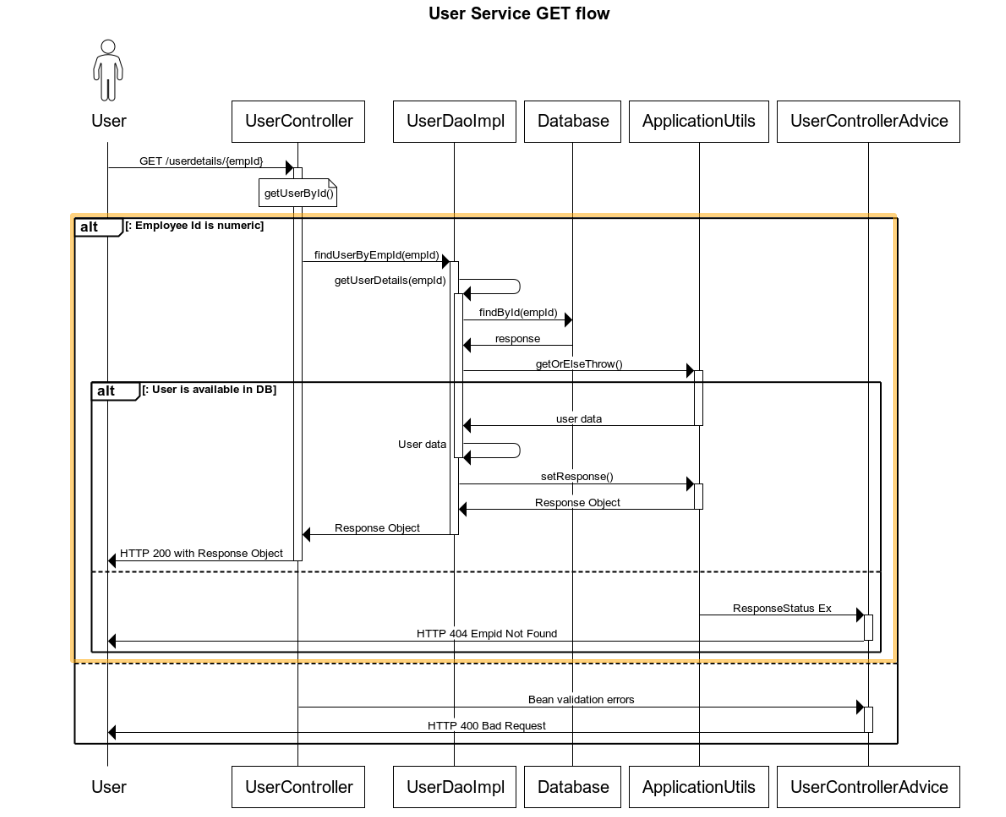 User Service GET flow
User
UserController
UserDaoImpl
Database
ApplicationUtils
UserControllerAdvice
GET /userdetails/{empId}
getUserById()
alt
[: Employee Id is numeric]
findUserByEmpId(empId)
getUserDetails(empId)
findById(empId)
response
getOrElseThrow()
alt
[: User is available in DB]
user data
User data
setResponse()
Response Object
Response Object
HTTP 200 with Response Object
ResponseStatus Ex
HTTP 404 Empid Not Found
Bean validation errors
HTTP 400 Bad Request
User
UserController
UserDaoImpl
Database
ApplicationUtils
UserControllerAdvice